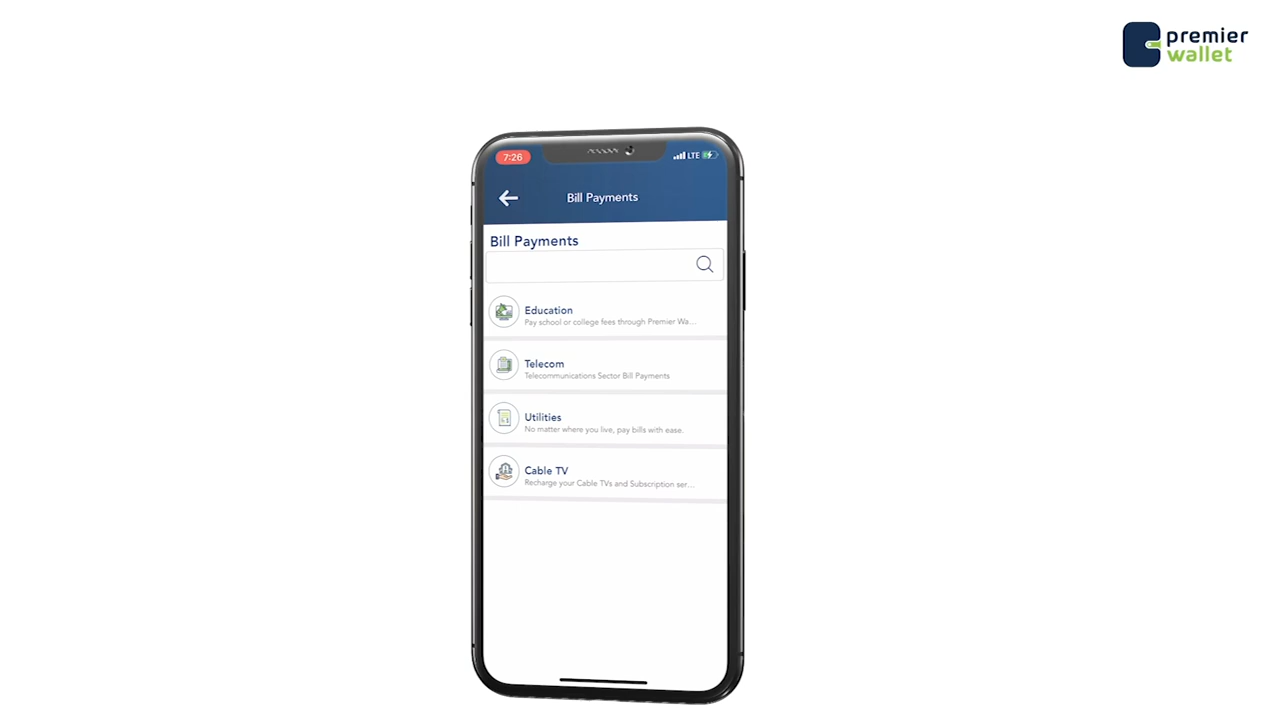 premier
wallet
7:26
LTE
Bill Payments
Bill Payments
Education
Pay school or college fees through Premier Wa...
Telecom
Telecommunications Sector Bill Payments
Utilities
No matter where you live, pay bills with ease.
Cable TV
Recharge your Cable TVs and Subscription ser...